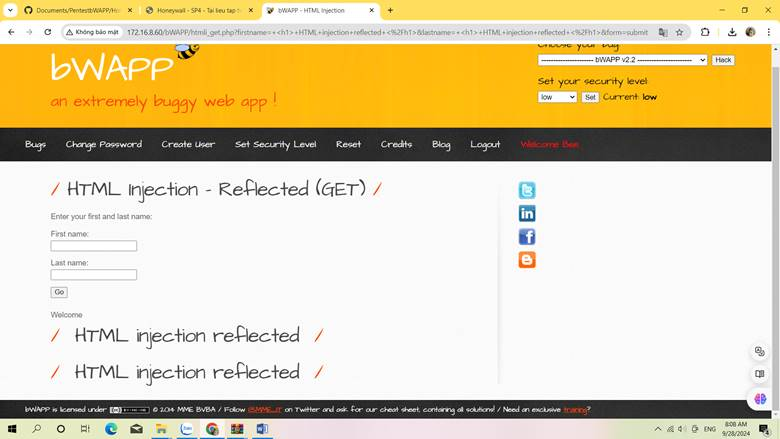 Documents/PentestbWAPP/Hi
Honeywall - SP4 - Tai lieu tap t
bWAPP - HTML Injection
Không bảo mật
172.16.8.60/bWAPP/htmli_get.php?firstname=+<h1>+HTML+injection+reflected+<%2Fh1>&lastname=+<h1>+HTML+injection+reflected+<%2Fh1>&form=submit
bWAPP
an extremely buggy web app !
Choose your bug:
---------------------- bWAPP v2.2 ----------------------- Hack
Set your security level:
low Set Current: low
Bugs Change Password Create User Set Security Level Reset Credits Blog Logout Welcome Bee
/ HTML Injection - Reflected (GET) /
Enter your first and last name:
First name:
Last name:
Go
Welcome
/ HTML injection reflected /
/ HTML injection reflected /
bWAPP is licensed under © 2014 MME BVBA / Follow @MME_IT on Twitter and ask for our cheat sheet, containing all solutions! / Need an exclusive training?
ENG
8:08 AM
9/28/2024